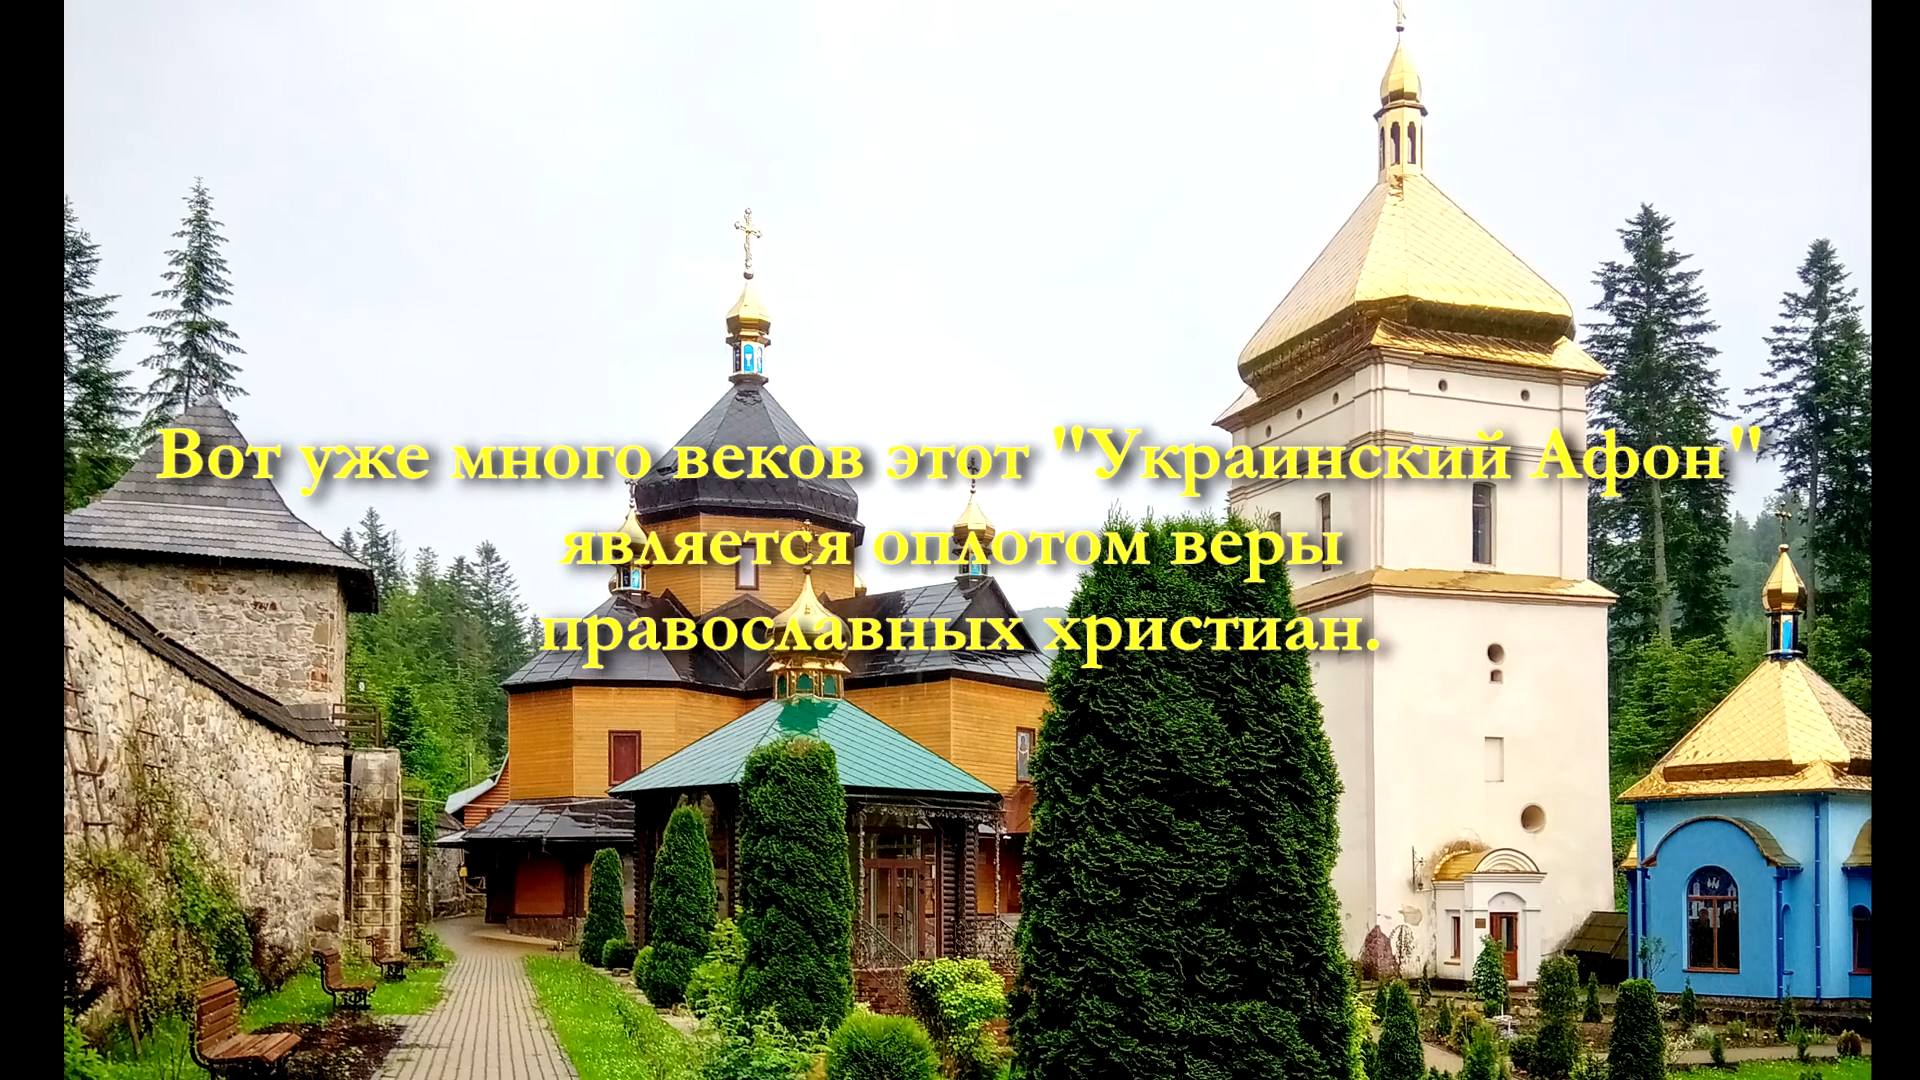 Вот уже много веков этот "Украинский Афон"
является оплотом веры
православных христиан.